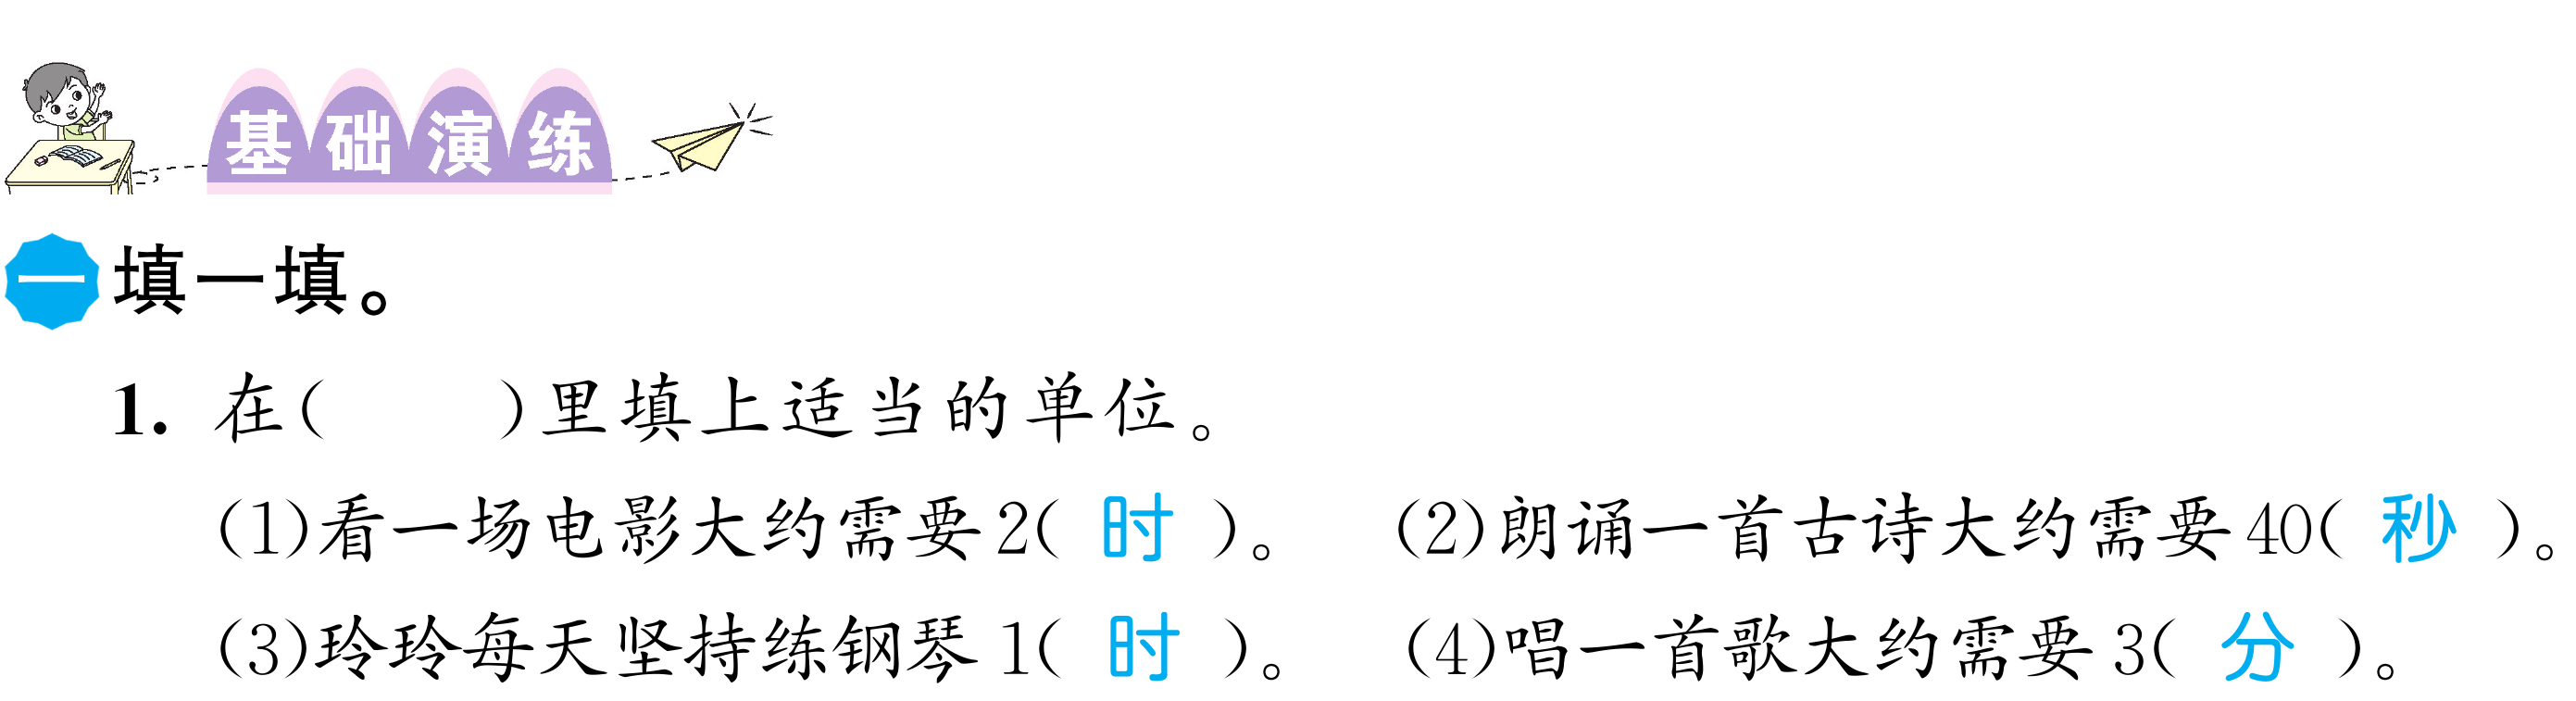 基础演练
一 填一填。
1. 在(　　)里填上适当的单位。
(1)看一场电影大约需要2( 时 )。 (2)朗诵一首古诗大约需要40( 秒 )。
(3)玲玲每天坚持练钢琴1( 时 )。 (4)唱一首歌大约需要3( 分 )。